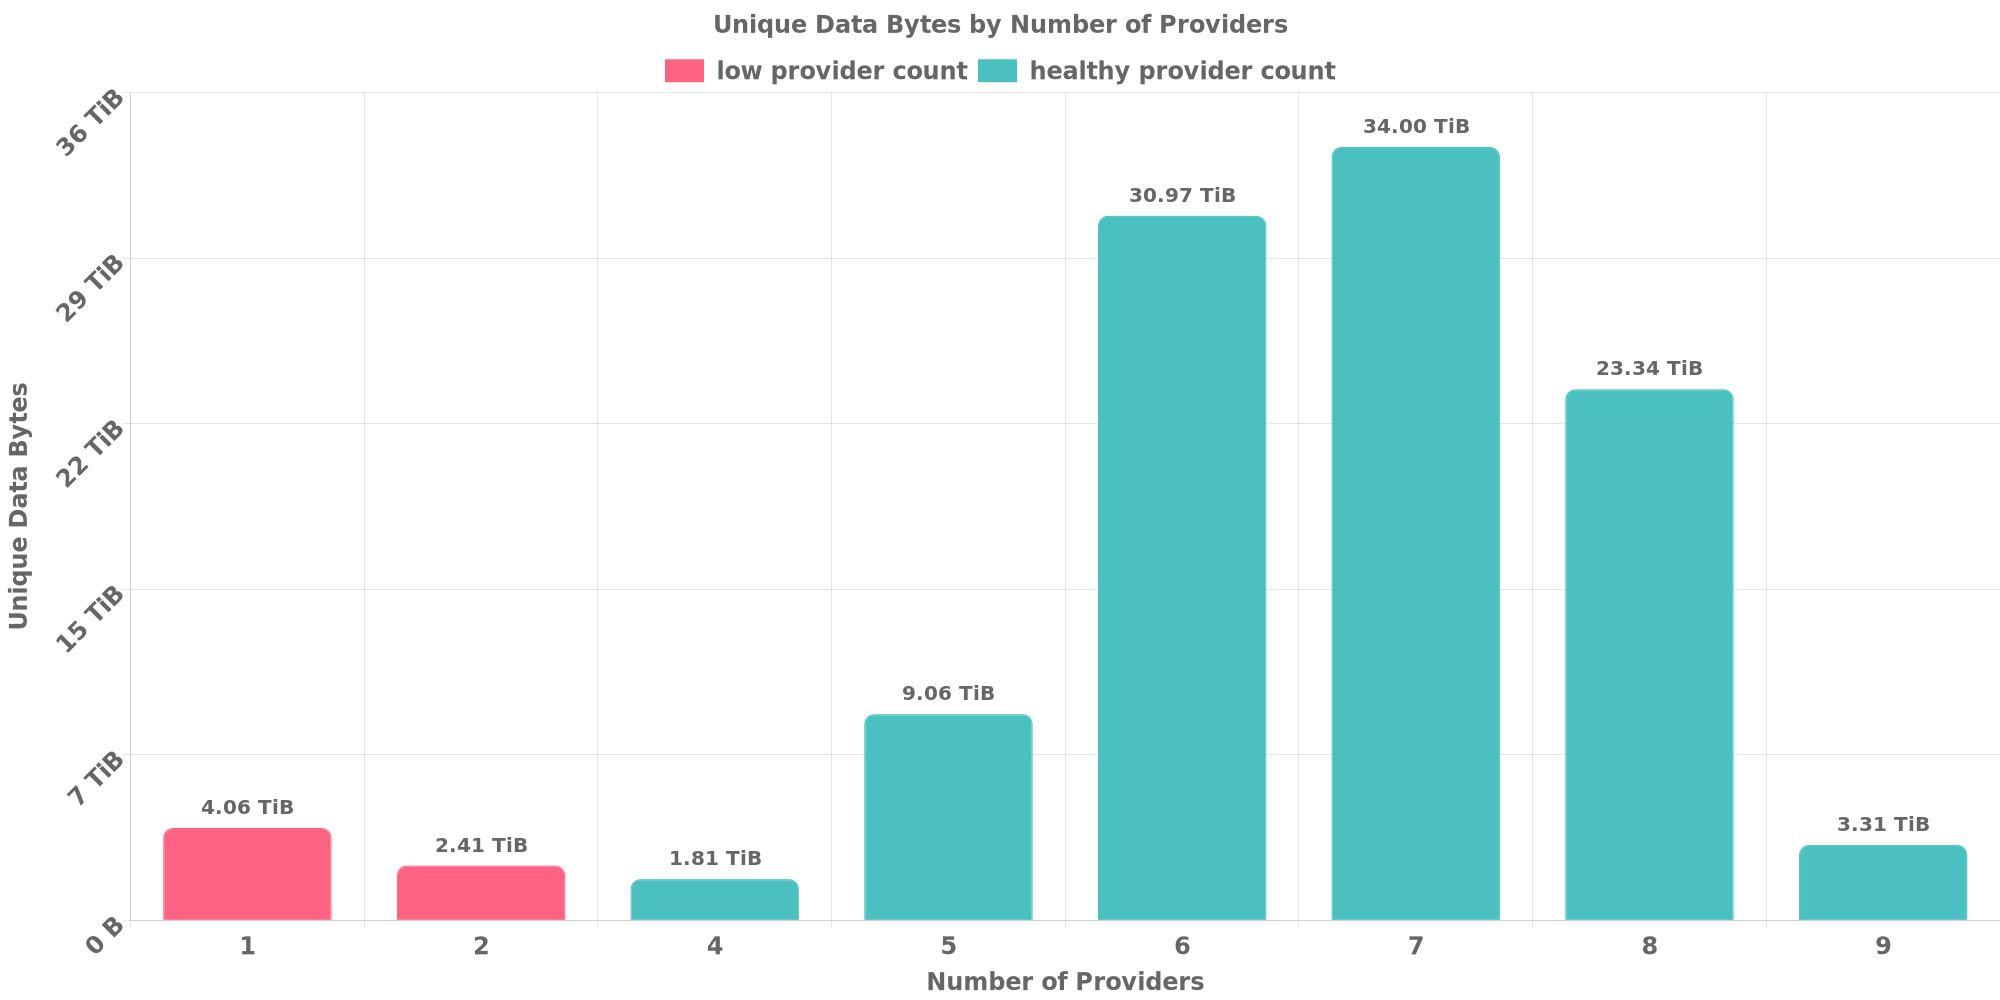 Unique Data Bytes by Number of Providers
low provider count healthy provider count
36 TiB
29 TiB
22 TiB
15 TiB
7 TiB
0 B
Unique Data Bytes
4.06 TiB
2.41 TiB
1.81 TiB
9.06 TiB
30.97 TiB
34.00 TiB
23.34 TiB
3.31 TiB
1 2 4 5 6 7 8 9
Number of Providers